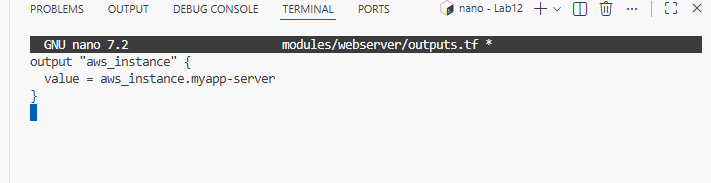 PROBLEMS OUTPUT DEBUG CONSOLE TERMINAL PORTS nano - Lab12
GNU nano 7.2 modules/webserver/outputs.tf *
output "aws_instance" {
  value = aws_instance.myapp-server
}